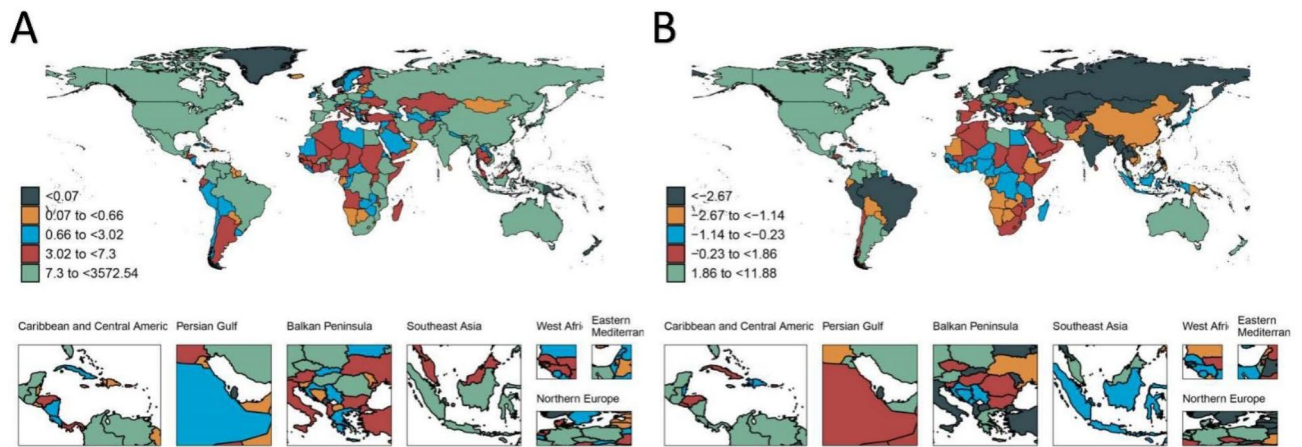 A
<0.07
0.07 to <0.66
0.66 to <3.02
3.02 to <7.3
7.3 to <3572.54
Caribbean and Central Americ
Persian Gulf
Balkan Peninsula
Southeast Asia
West Afri
Eastern
Mediterran
Northern Europe
B
<−2.67
−2.67 to <−1.14
−1.14 to <−0.23
−0.23 to <1.86
1.86 to <11.88
Caribbean and Central Americ
Persian Gulf
Balkan Peninsula
Southeast Asia
West Afri
Eastern
Mediterran
Northern Europe